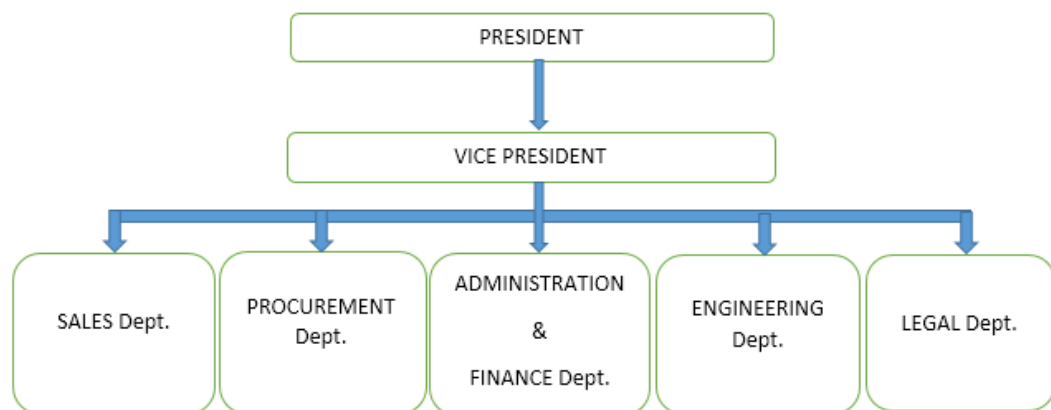 PRESIDENT
VICE PRESIDENT
SALES Dept.
PROCUREMENT
Dept.
ADMINISTRATION
&
FINANCE Dept.
ENGINEERING
Dept.
LEGAL Dept.